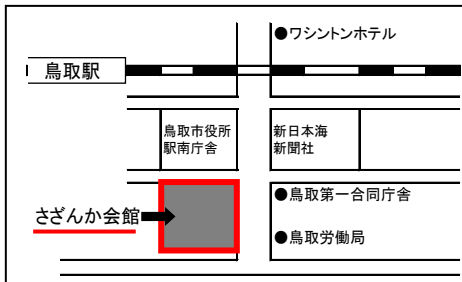 ●ワシントンホテル
鳥取駅
鳥取市役所
駅南庁舎
新日本海
新聞社
さざんか会館
●鳥取第一合同庁舎
●鳥取労働局